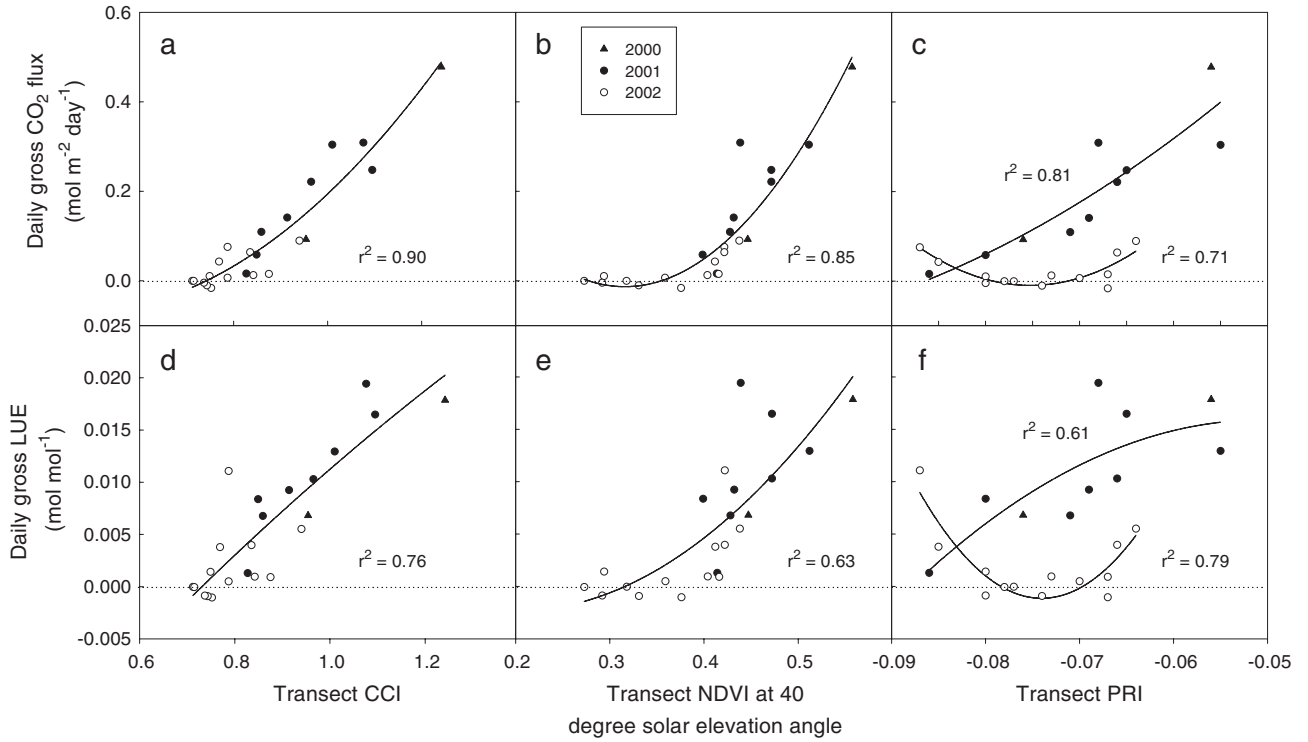 0.6
0.4
0.2
0.0
Daily gross CO2 flux
(mol m-2 day-1)
a
r2 = 0.90
b
2000
2001
2002
r2 = 0.85
c
r2 = 0.81
r2 = 0.71
0.025
0.020
0.015
0.010
0.005
0.000
-0.005
Daily gross LUE
(mol mol-1)
d
r2 = 0.76
e
r2 = 0.63
f
r2 = 0.61
r2 = 0.79
0.6 0.8 1.0 1.2
0.2 0.3 0.4 0.5
-0.09 -0.08 -0.07 -0.06 -0.05
Transect CCI
Transect NDVI at 40
degree solar elevation angle
Transect PRI